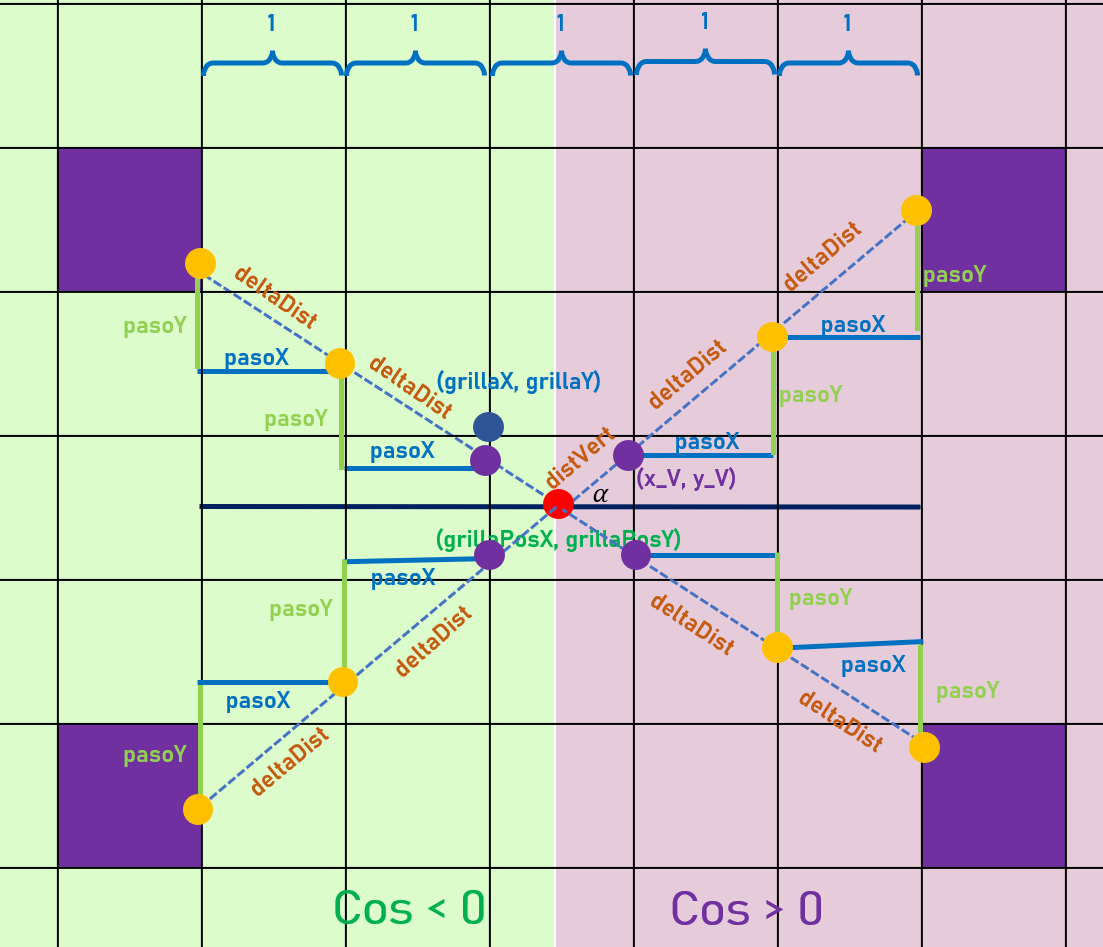 1
1
1
1
1
deltaDist
deltaDist
pasoY
pasoX
pasoY
deltaDist
deltaDist
(grillaX, grillaY)
pasoY
pasoX
pasoX
pasoX
distVert
α
(x_V, y_V)
(grillaPosX, grillaPosY)
pasoX
pasoY
pasoY
deltaDist
deltaDist
pasoX
pasoX
pasoY
deltaDist
pasoY
deltaDist
Cos < 0
Cos > 0